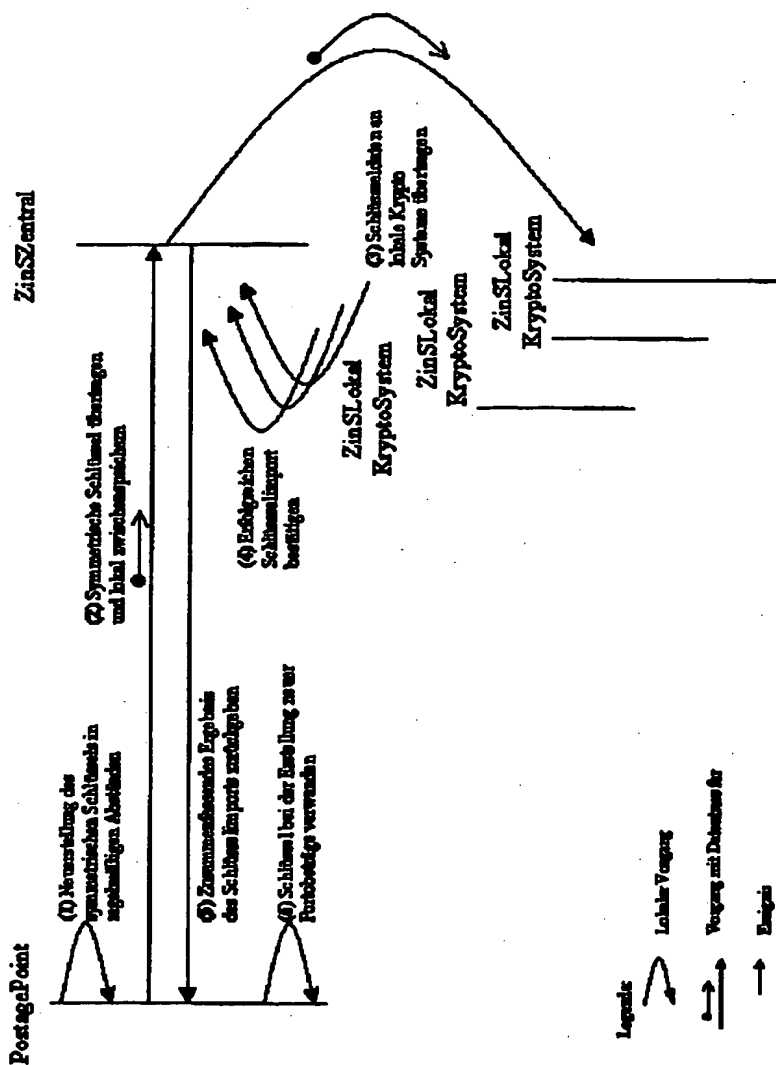 PostagePoint
ZinSZentral
(1) Neuerstellung des
symmetrischen Schlüssels in
regelmäßigen Abständen
(2) Symmetrische Schlüssel übertragen
und lokal zwischenspeichern
(3) Schlüsseldaten an
lokale Krypto
Systeme übertragen
(4) Erfolgreichen
Schlüsselimport
bestätigen
ZinSLokal
KryptoSystem
ZinSLokal
KryptoSystem
ZinSLokal
KryptoSystem
(5) Zusammenfassendes Ergebnis
des Schlüsselimports zurückgeben
(6) Schlüssel bei der Erstellung neuer
Portobeträge verwenden
Legende:
Lokaler Vorgang
Vorgang mit Datenfluss für
Ereignis